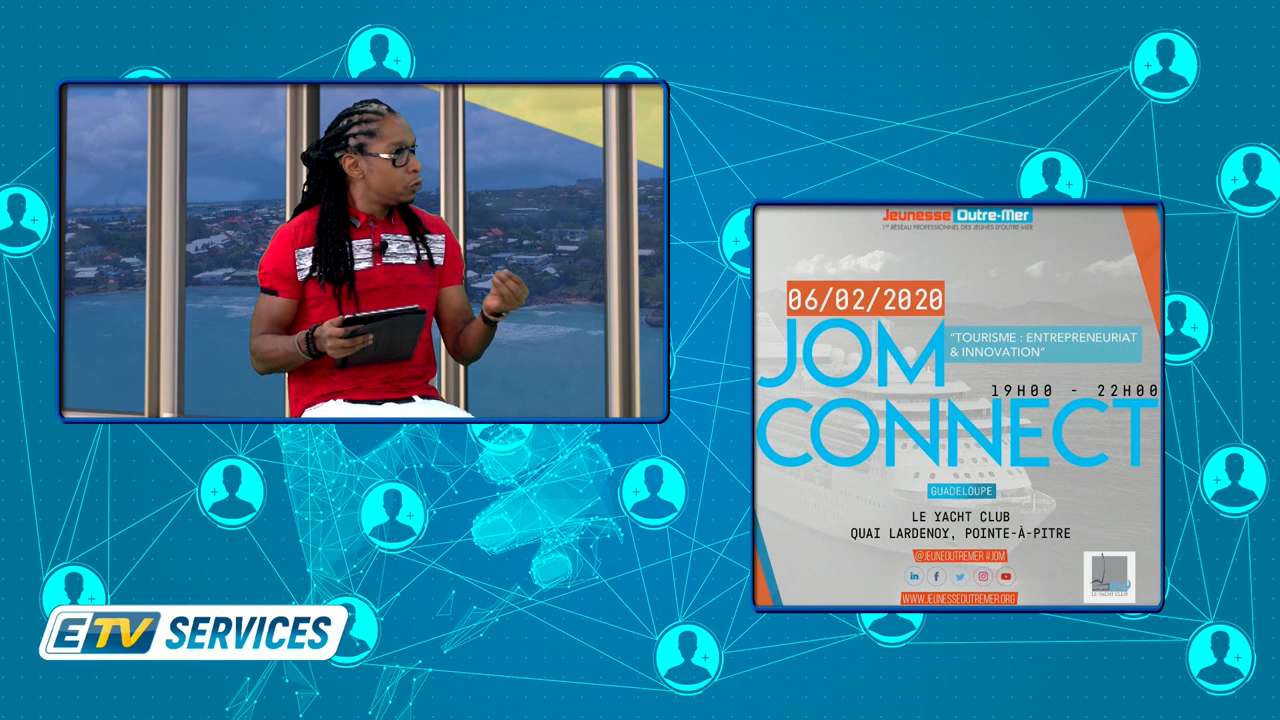 Jeunesse Outre-Mer
1ER RÉSEAU PROFESSIONNEL DES JEUNES D'OUTRE-MER
06/02/2020
JOM
"TOURISME : ENTREPRENEURIAT
& INNOVATION"
19H00 - 22H00
CONNECT
GUADELOUPE
LE YACHT CLUB
QUAI LARDENOY, POINTE-À-PITRE
@JEUNEOUTREMER #JOM
WWW.JEUNESSEOUTREMER.ORG
LE YACHT CLUB
ETV SERVICES